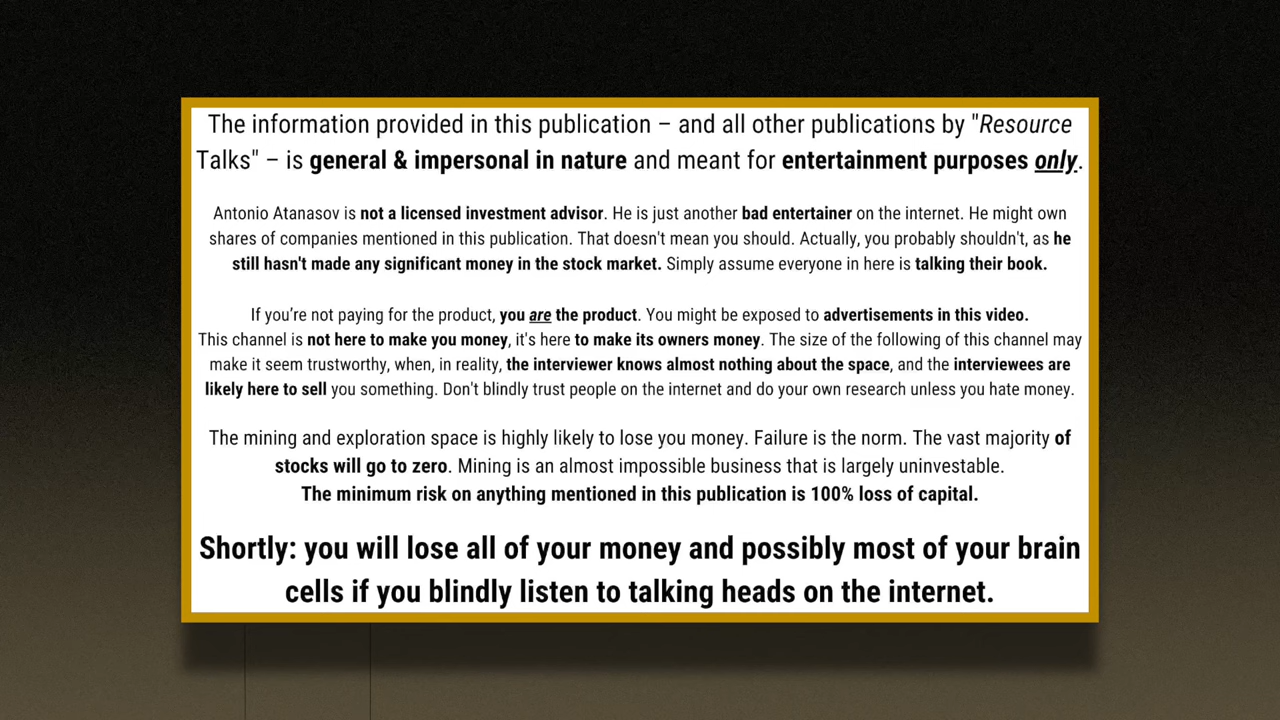 The information provided in this publication – and all other publications by "Resource
Talks" – is general & impersonal in nature and meant for entertainment purposes only.
Antonio Atanasov is not a licensed investment advisor. He is just another bad entertainer on the internet. He might own
shares of companies mentioned in this publication. That doesn't mean you should. Actually, you probably shouldn't, as he
still hasn't made any significant money in the stock market. Simply assume everyone in here is talking their book.
If you’re not paying for the product, you are the product. You might be exposed to advertisements in this video.
This channel is not here to make you money, it's here to make its owners money. The size of the following of this channel may
make it seem trustworthy, when, in reality, the interviewer knows almost nothing about the space, and the interviewees are
likely here to sell you something. Don't blindly trust people on the internet and do your own research unless you hate money.
The mining and exploration space is highly likely to lose you money. Failure is the norm. The vast majority of
stocks will go to zero. Mining is an almost impossible business that is largely uninvestable.
The minimum risk on anything mentioned in this publication is 100% loss of capital.
Shortly: you will lose all of your money and possibly most of your brain
cells if you blindly listen to talking heads on the internet.